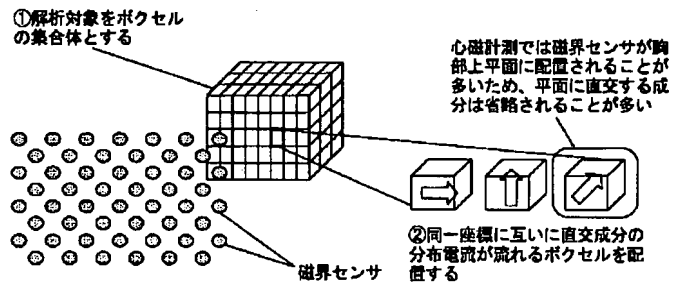 ①解析対象をボクセル
の集合体とする
心磁計測では磁界センサが胸
部上平面に配置されることが
多いため、平面に直交する成
分は省略されることが多い
②同一座標に互いに直交成分の
分布電流が流れるボクセルを配
置する
磁界センサ